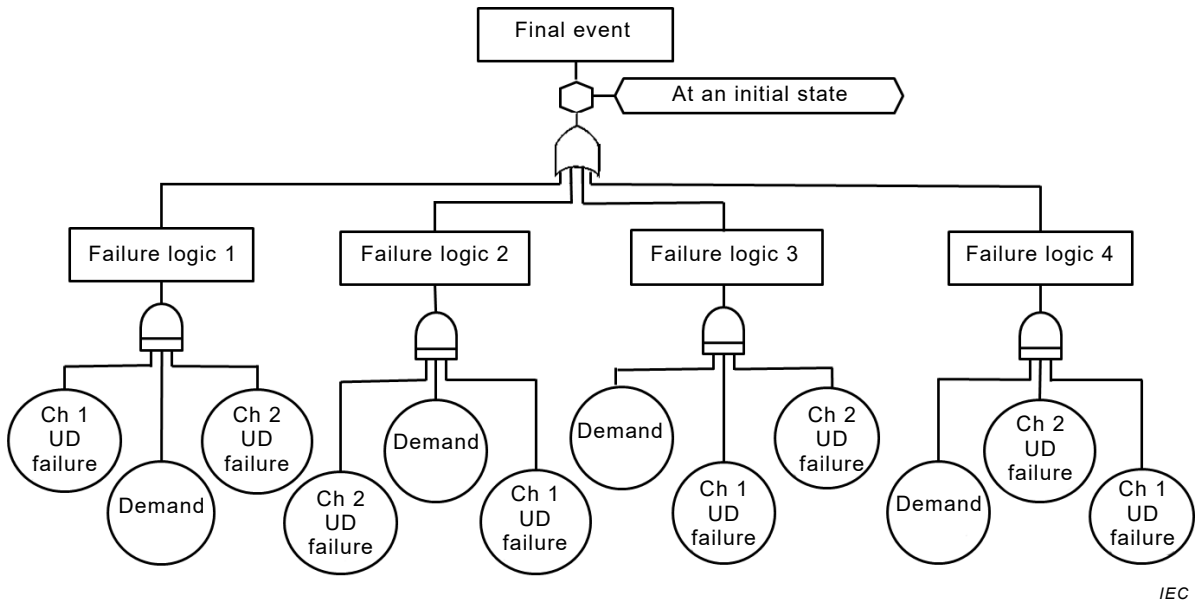 Final event
At an initial state
Failure logic 1
Failure logic 2
Failure logic 3
Failure logic 4
Ch 1
UD
failure
Demand
Ch 2
UD
failure
Ch 2
UD
failure
Demand
Ch 1
UD
failure
Demand
Ch 1
UD
failure
Ch 2
UD
failure
Demand
Ch 2
UD
failure
Ch 1
UD
failure
IEC